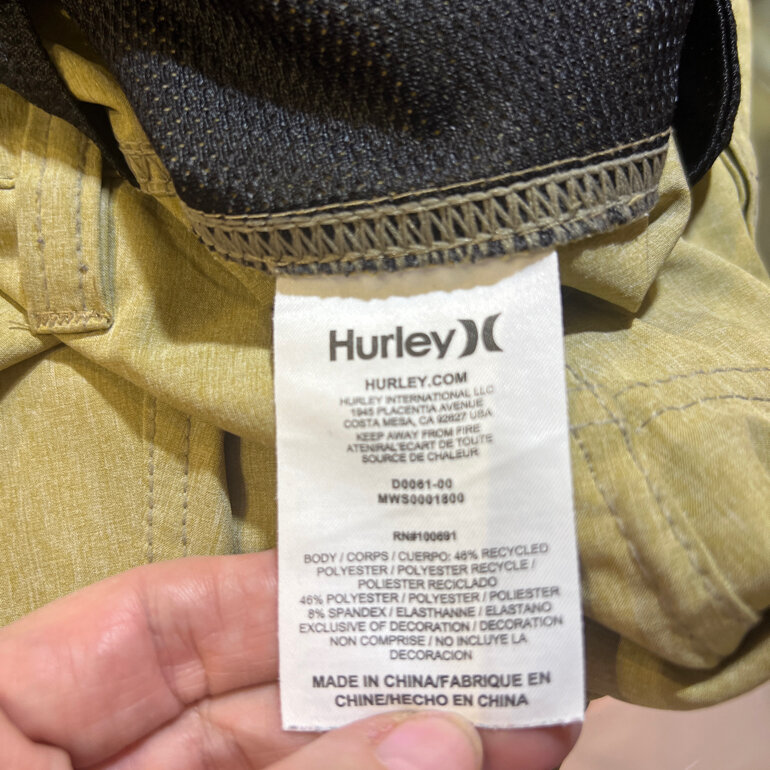 Hurley
HURLEY.COM
HURLEY INTERNATIONAL LLC
1945 PLACENTIA AVENUE
COSTA MESA, CA 92627 USA
KEEP AWAY FROM FIRE
ATENIRAL'ECART DE TOUTE
SOURCE DE CHALEUR
D0061-00
MWS0001800
RN#100691
BODY / CORPS / CUERPO: 46% RECYCLED
POLYESTER / POLYESTER RECYCLE /
POLIESTER RECICLADO
46% POLYESTER / POLYESTER / POLIESTER
8% SPANDEX / ELASTHANNE / ELASTANO
EXCLUSIVE OF DECORATION / DECORATION
NON COMPRISE / NO INCLUYE LA
DECORACION
MADE IN CHINA/FABRIQUE EN
CHINE/HECHO EN CHINA